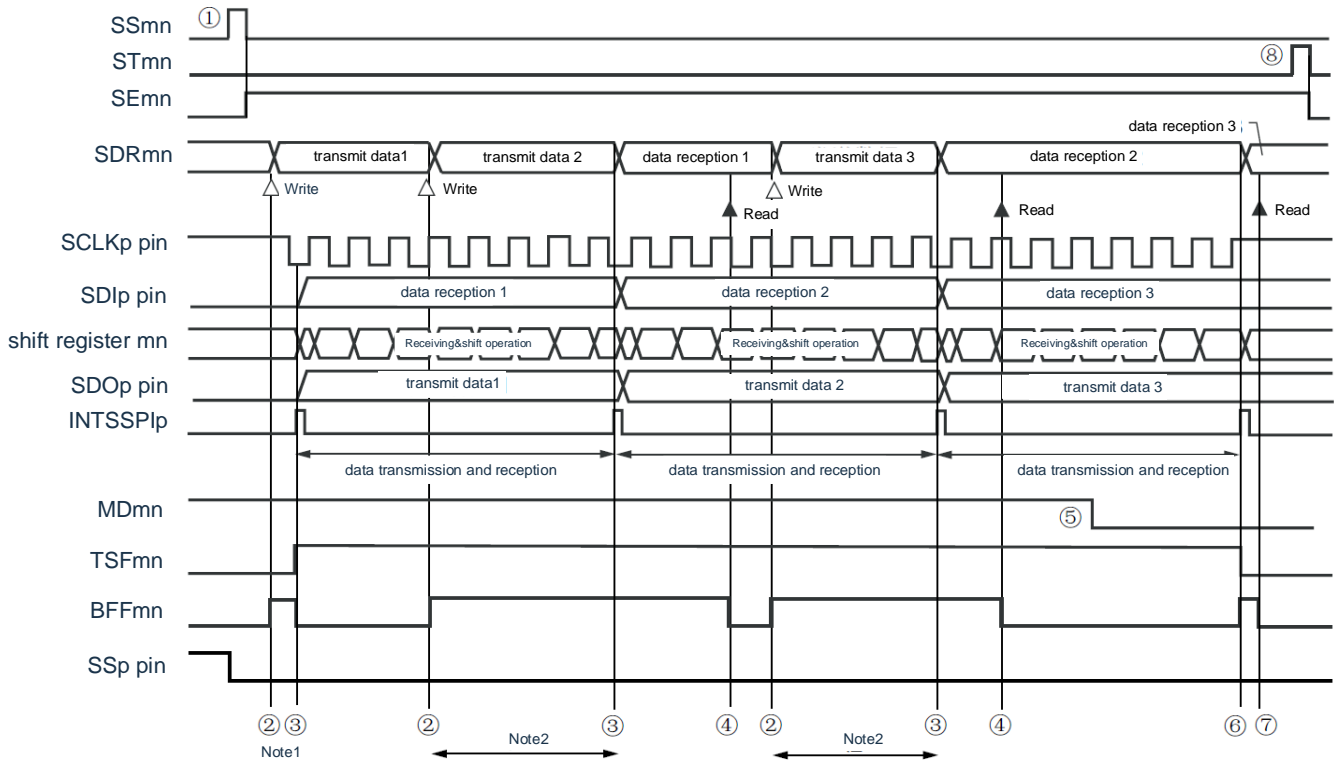 SSmn ①
STmn ⑧
SEmn
data reception 3
SDRmn transmit data1 transmit data 2 data reception 1 transmit data 3 data reception 2
Write Write Write
Read Read Read
SCLKp pin
SDIp pin data reception 1 data reception 2 data reception 3
shift register mn Receiving&shift operation Receiving&shift operation Receiving&shift operation
SDOp pin transmit data1 transmit data 2 transmit data 3
INTSSPIp
data transmission and reception data transmission and reception data transmission and reception
MDmn ⑤
TSFmn
BFFmn
SSp pin
② ③ ② ③ ④ ② ③ ④ ⑥ ⑦
Note1 Note2 Note2